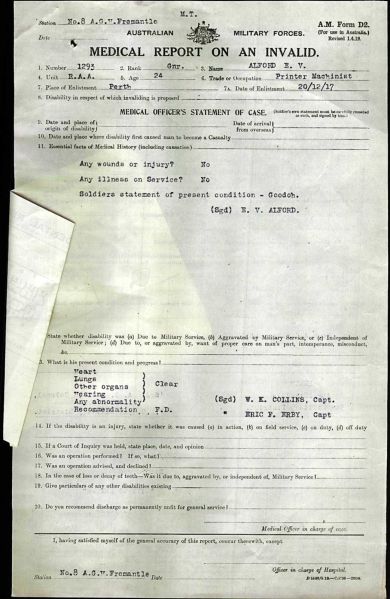 M.T.
Station No.8 A.G.H.Fremantle
A.M. Form D2.
(For use in Australia.)
Revised 1.4.19.
Date
AUSTRALIAN MILITARY FORCES.
MEDICAL REPORT ON AN INVALID.
1. Number 1293 2. Rank Gnr. 3. Name ALFORD E. V.
4. Unit R.A.A. 5. Age 24 6. Trade or Occupation Printer Machinist
7. Place of Enlistment Perth 7a. Date of Enlistment 20/12/17
8. Disability in respect of which invaliding is proposed
MEDICAL OFFICER'S STATEMENT OF CASE.
9. Date and place of origin of disability} {Date of arrival from overseas}
10. Date and place where disability first caused man to become a Casualty
11. Essential facts of Medical History (including causation)
Any wounds or injury? No
Any illness on Service? No
Soldiers statement of present condition - Goodoh.
(Sgd) E. V. ALFORD.
State whether disability was (a) Due to Military Service, (b) Aggravated by Military Service, or (c) Independent of
Military Service; (d) Due to, or aggravated by, want of proper care on man's part, intemperance, misconduct,
&c.
What is his present condition and progress?
Heart
Lungs
Other organs } Clear
Hearing
Any abnormality (Sgd) W. K. COLLINS, Capt.
Recommendation F.D. " ERIC F. ERBY, Capt
14. If the disability is an injury, state whether it was caused (a) in action, (b) on field service, (c) on duty, (d) off duty
15. If a Court of Inquiry was held, state place, date, and opinion
16. Was an operation performed? If so, what?
17. Was an operation advised, and declined?
18. In the case of loss or decay of teeth—Was it due to, aggravated by, or independent of, Military Service?
19. Give particulars of any other disabilities existing
20. Do you recommend discharge as permanently unfit for general service?
Medical Officer in charge of case.
I, having satisfied myself of the general accuracy of this report, concur therewith, except
Station No.8 A.G.H.Fremantle Date
Officer in charge of Hospital.